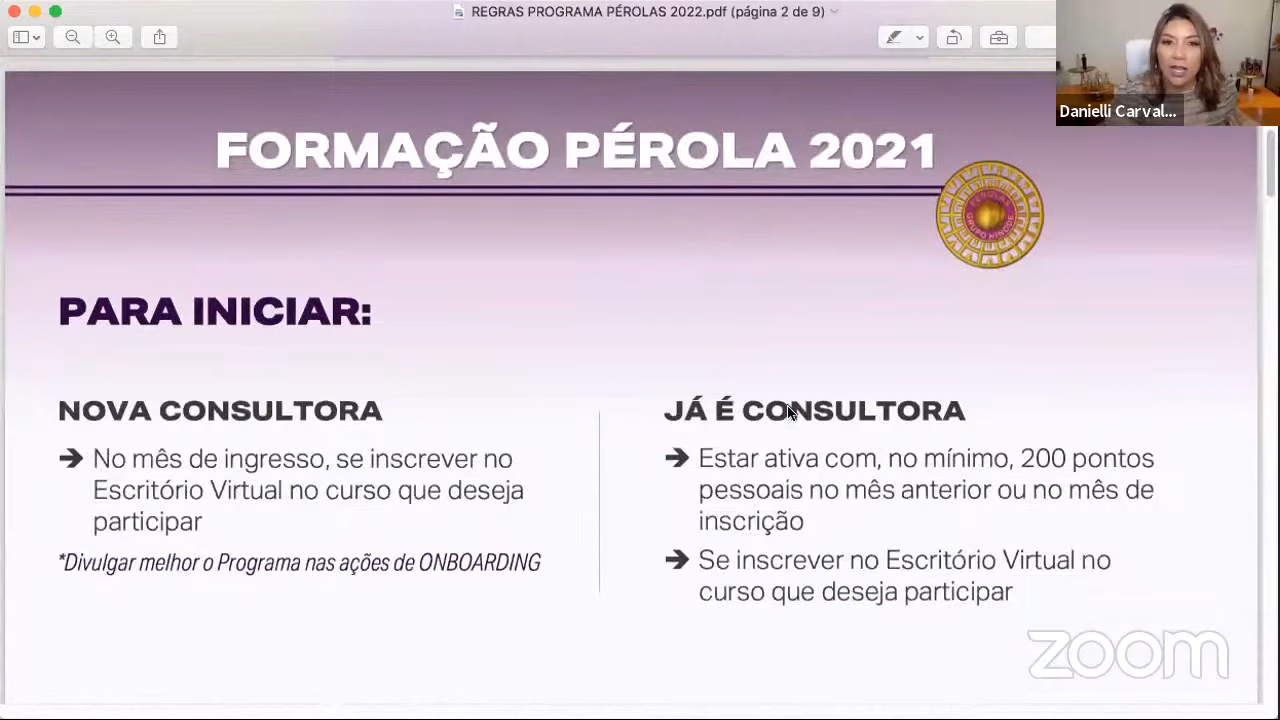 REGRAS PROGRAMA PÉROLAS 2022.pdf (página 2 de 9)
Danielli Carval...
FORMAÇÃO PÉROLA 2021
PÉROLAS
GRUPO HINODE
PARA INICIAR:
NOVA CONSULTORA
➔ No mês de ingresso, se inscrever no
Escritório Virtual no curso que deseja
participar
*Divulgar melhor o Programa nas ações de ONBOARDING
JÁ É CONSULTORA
➔ Estar ativa com, no mínimo, 200 pontos
pessoais no mês anterior ou no mês de
inscrição
➔ Se inscrever no Escritório Virtual no
curso que deseja participar
zoom